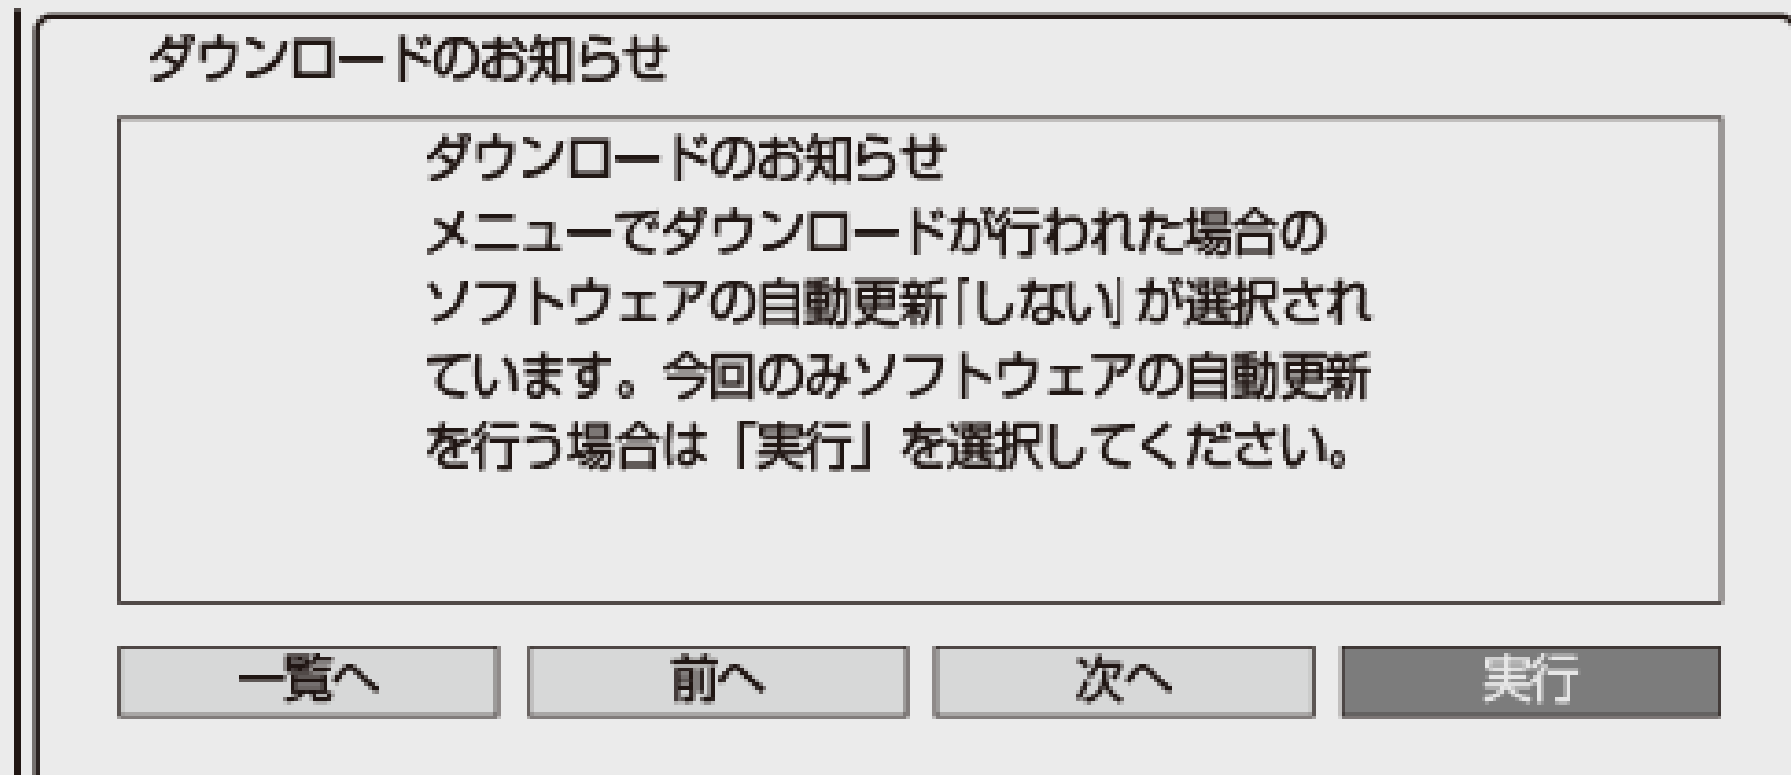 ダウンロードのお知らせ
ダウンロードのお知らせ
メニューでダウンロードが行われた場合の
ソフトウェアの自動更新「しない」が選択され
ています。今回のみソフトウェアの自動更新
を行う場合は「実行」を選択してください。
一覧へ
前へ
次へ
実行